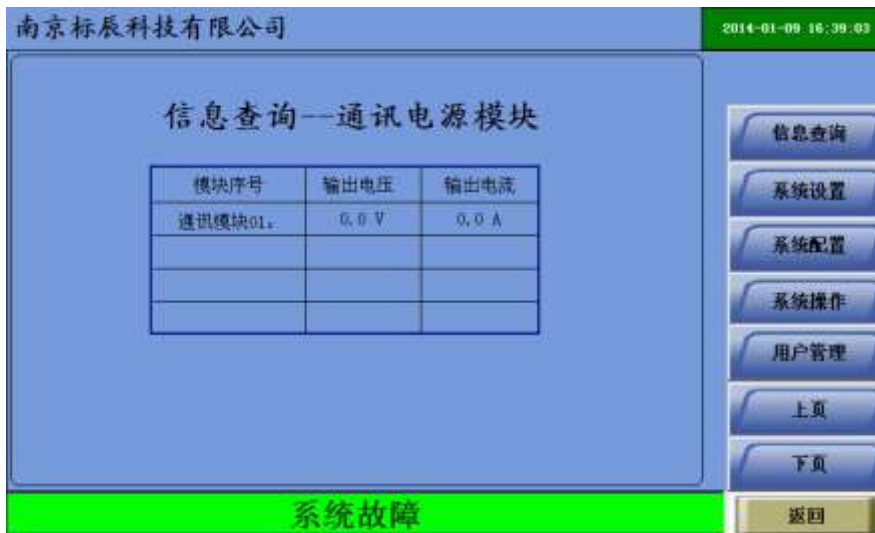 南京标辰科技有限公司
2014-01-09 16:39:03
信息查询--通讯电源模块
模块序号 输出电压 输出电流
通讯模块01: 0.0 V 0.0 A
信息查询
系统设置
系统配置
系统操作
用户管理
上页
下页
系统故障
返回